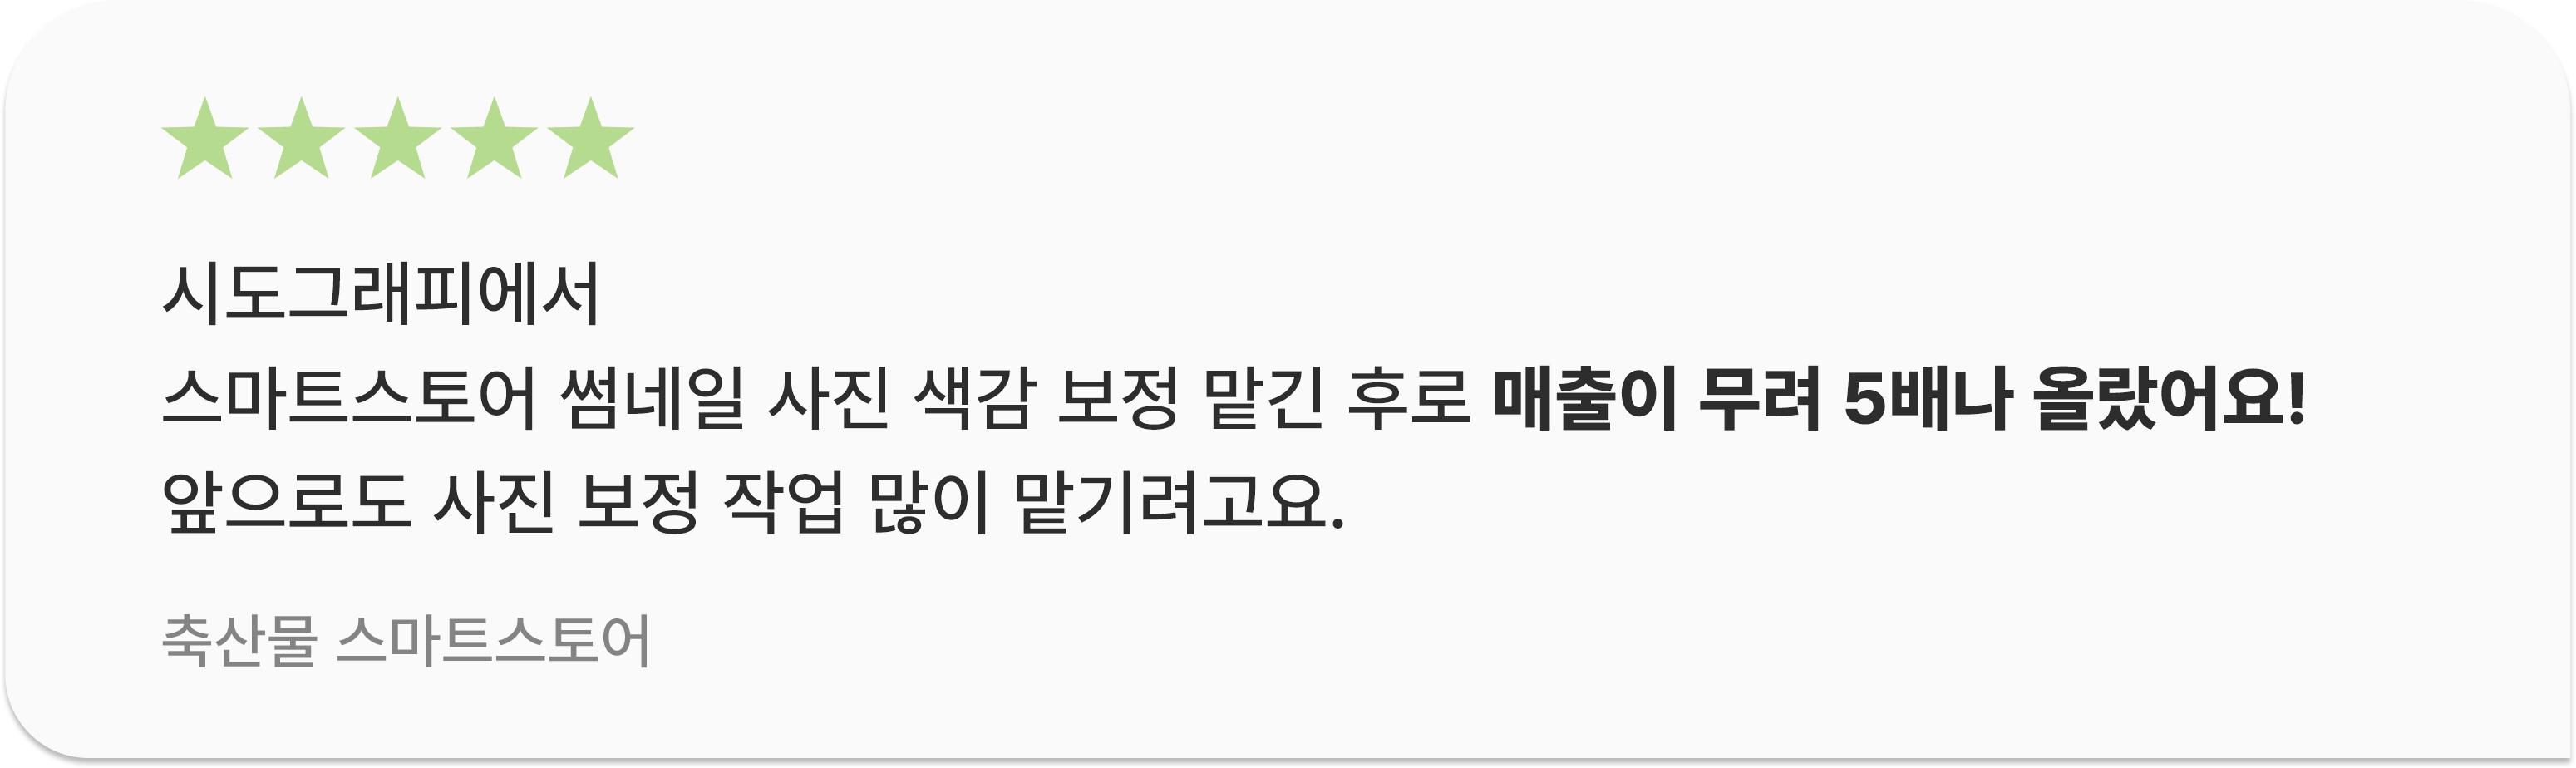 시도그래피에서
스마트스토어 썸네일 사진 색감 보정 맡긴 후로 매출이 무려 5배나 올랐어요!
앞으로도 사진 보정 작업 많이 맡기려고요.
축산물 스마트스토어